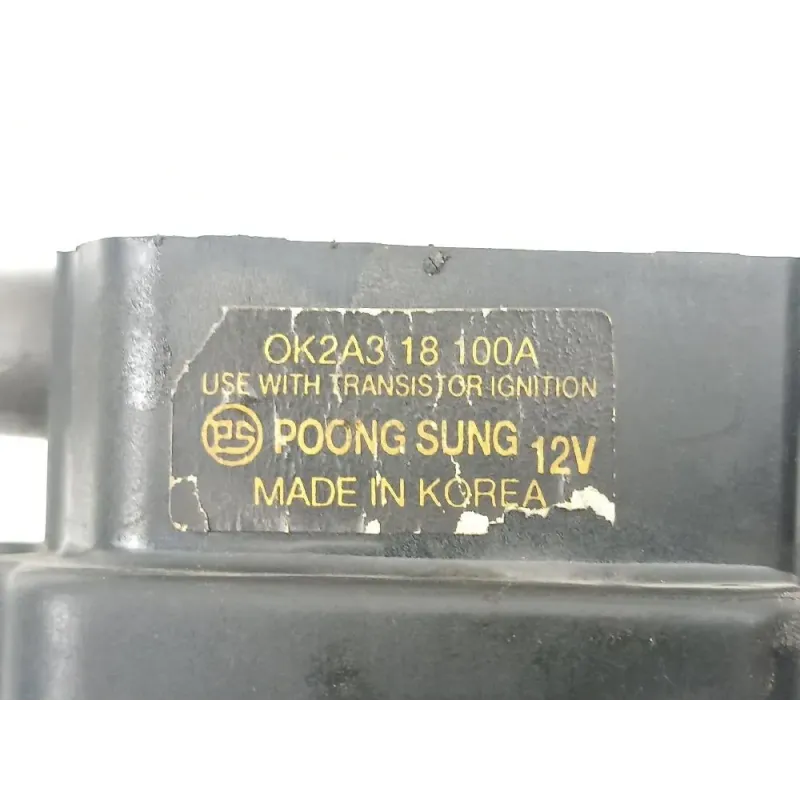 OK2A3 18 100A
USE WITH TRANSISTOR IGNITION
PS POONG SUNG 12V
MADE IN KOREA